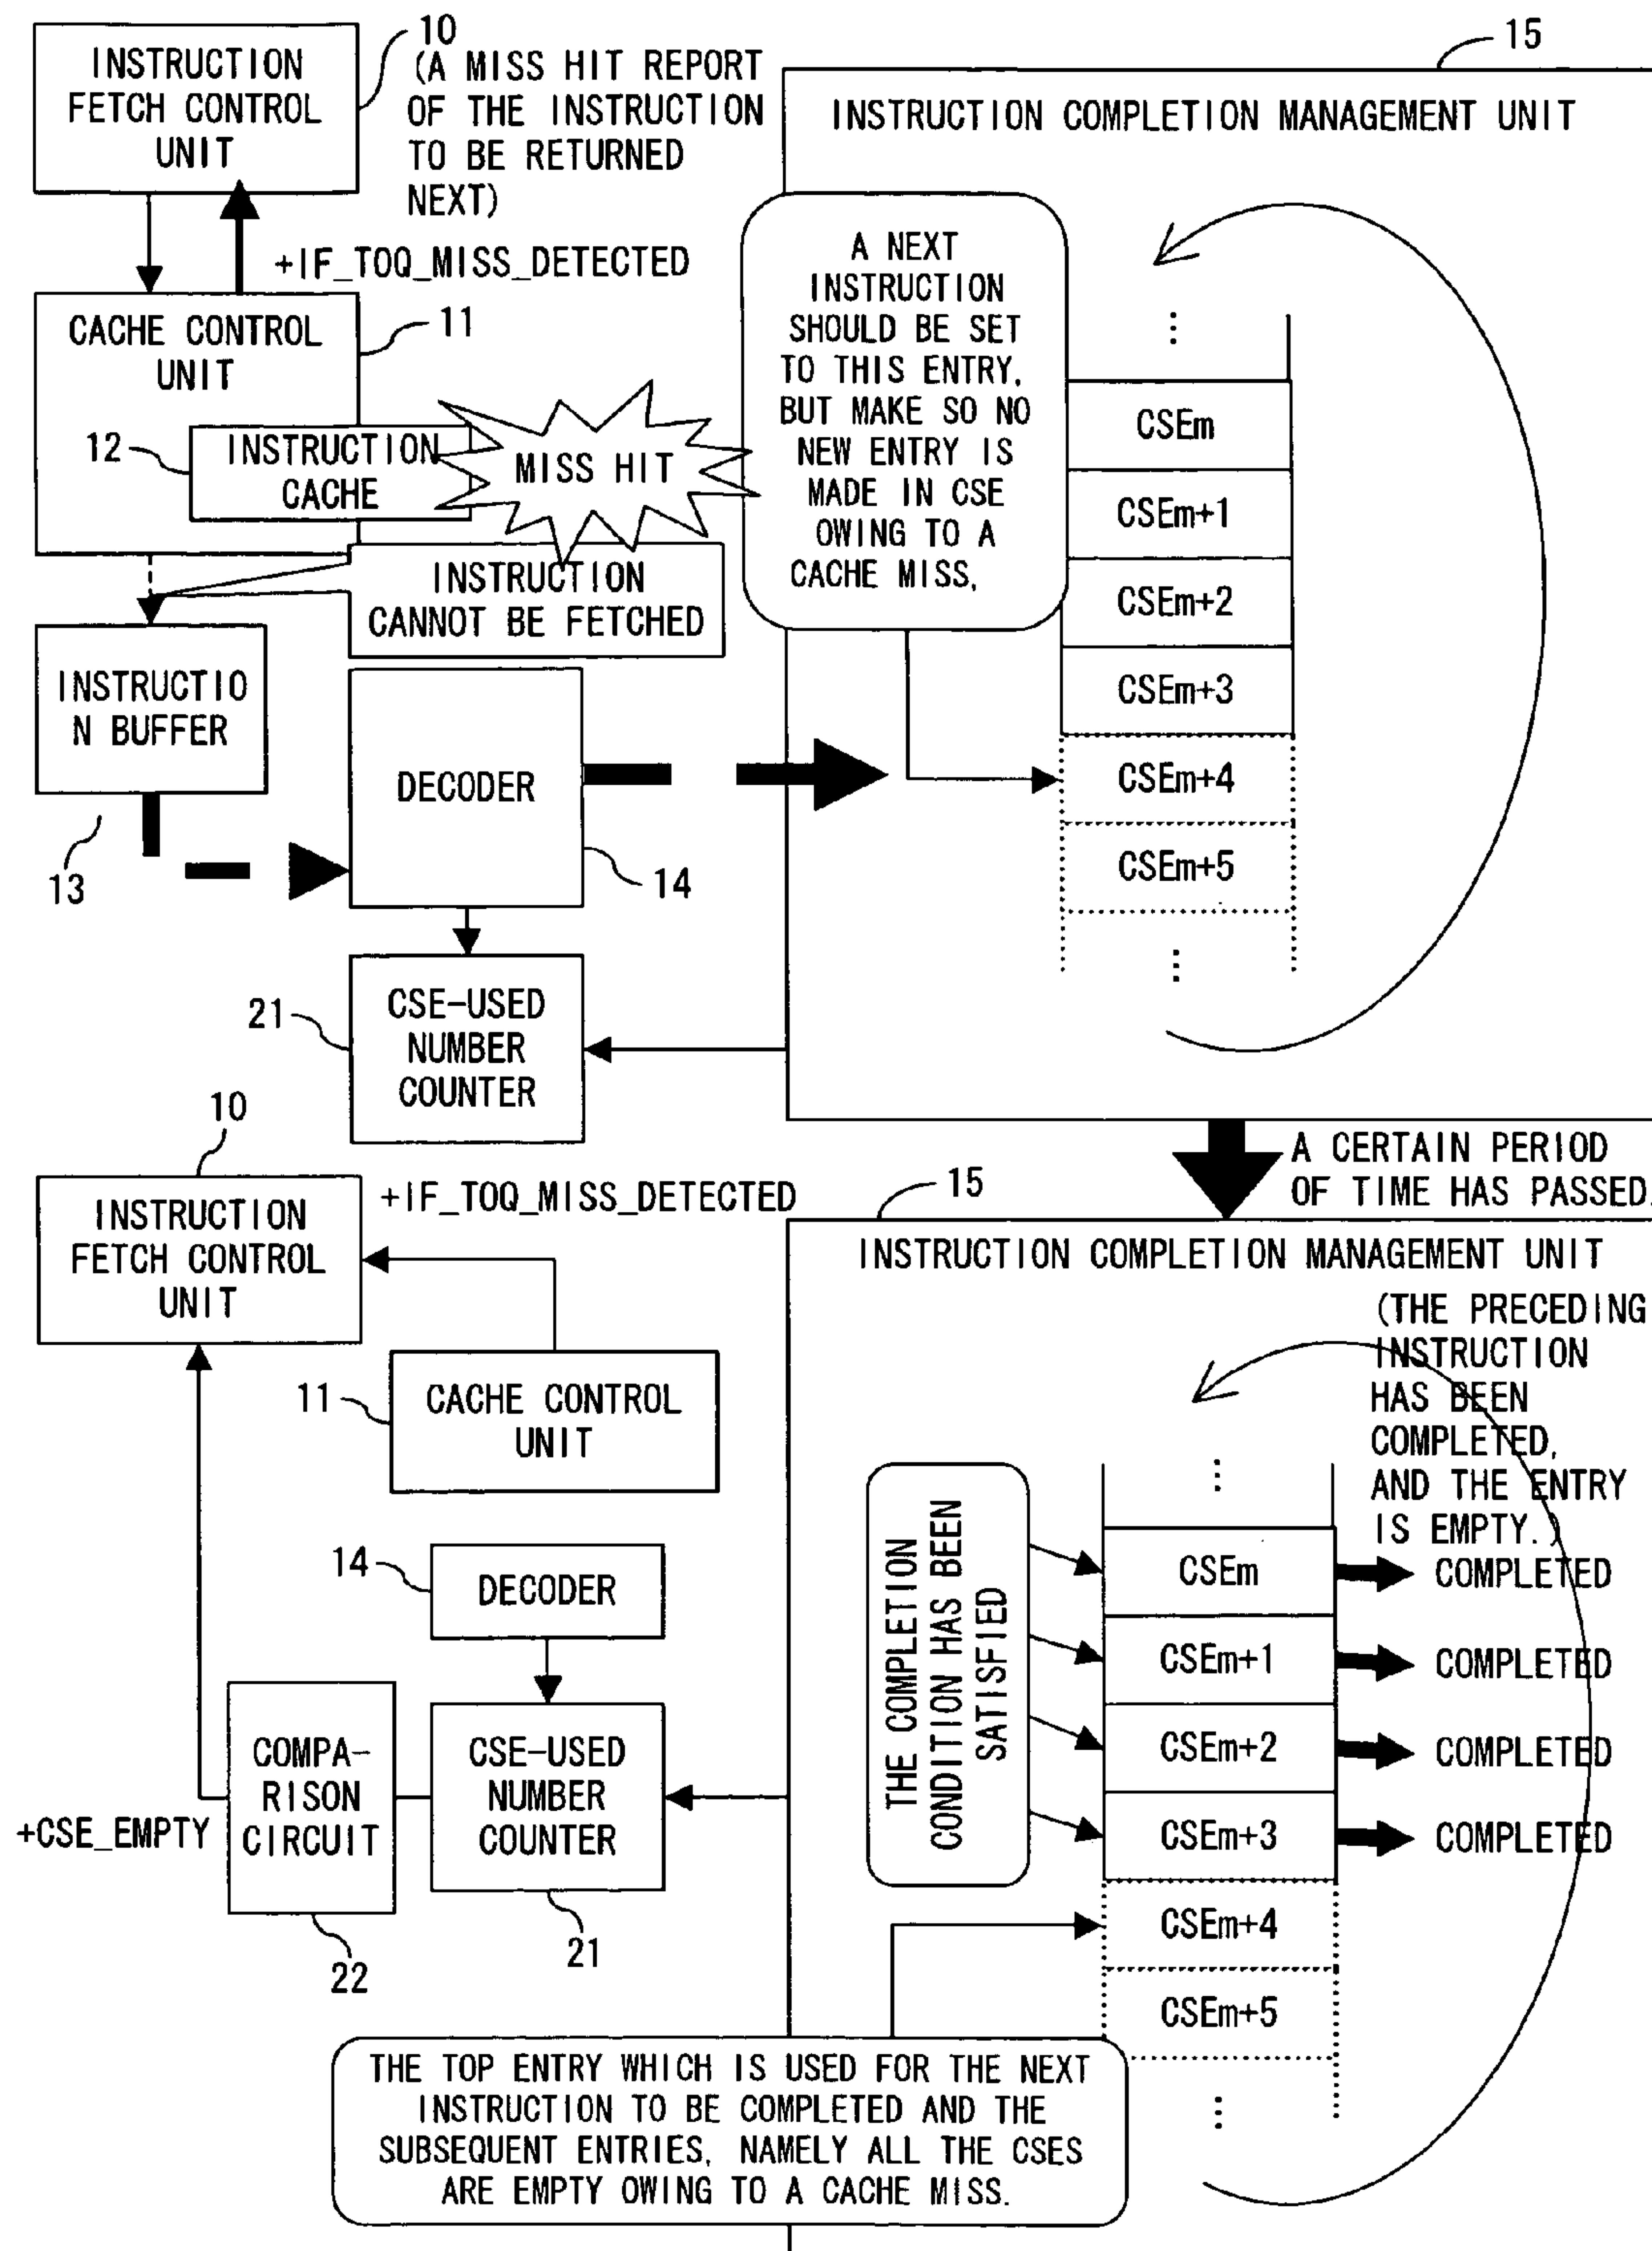 INSTRUCTION
FETCH CONTROL
UNIT
10
(A MISS HIT REPORT
OF THE INSTRUCTION
TO BE RETURNED
NEXT)
+IF_TOQ_MISS_DETECTED
CACHE CONTROL
UNIT
11
12
INSTRUCTION
CACHE
MISS HIT
INSTRUCTION
CANNOT BE FETCHED
INSTRUCTIO
N BUFFER
13
DECODER
14
21
CSE-USED
NUMBER
COUNTER
15
INSTRUCTION COMPLETION MANAGEMENT UNIT
A NEXT
INSTRUCTION
SHOULD BE SET
TO THIS ENTRY,
BUT MAKE SO NO
NEW ENTRY IS
MADE IN CSE
OWING TO A
CACHE MISS,
CSEm
CSEm+1
CSEm+2
CSEm+3
CSEm+4
CSEm+5
A CERTAIN PERIOD
OF TIME HAS PASSED.
10
INSTRUCTION
FETCH CONTROL
UNIT
+IF_TOQ_MISS_DETECTED
11
CACHE CONTROL
UNIT
14
DECODER
COMPA-
RISON
CIRCUIT
22
CSE-USED
NUMBER
COUNTER
21
+CSE_EMPTY
15
INSTRUCTION COMPLETION MANAGEMENT UNIT
(THE PRECEDING
INSTRUCTION
HAS BEEN
COMPLETED,
AND THE ENTRY
IS EMPTY.)
THE COMPLETION
CONDITION HAS BEEN
SATISFIED
CSEm
COMPLETED
CSEm+1
COMPLETED
CSEm+2
COMPLETED
CSEm+3
COMPLETED
CSEm+4
CSEm+5
THE TOP ENTRY WHICH IS USED FOR THE NEXT
INSTRUCTION TO BE COMPLETED AND THE
SUBSEQUENT ENTRIES, NAMELY ALL THE CSES
ARE EMPTY OWING TO A CACHE MISS.